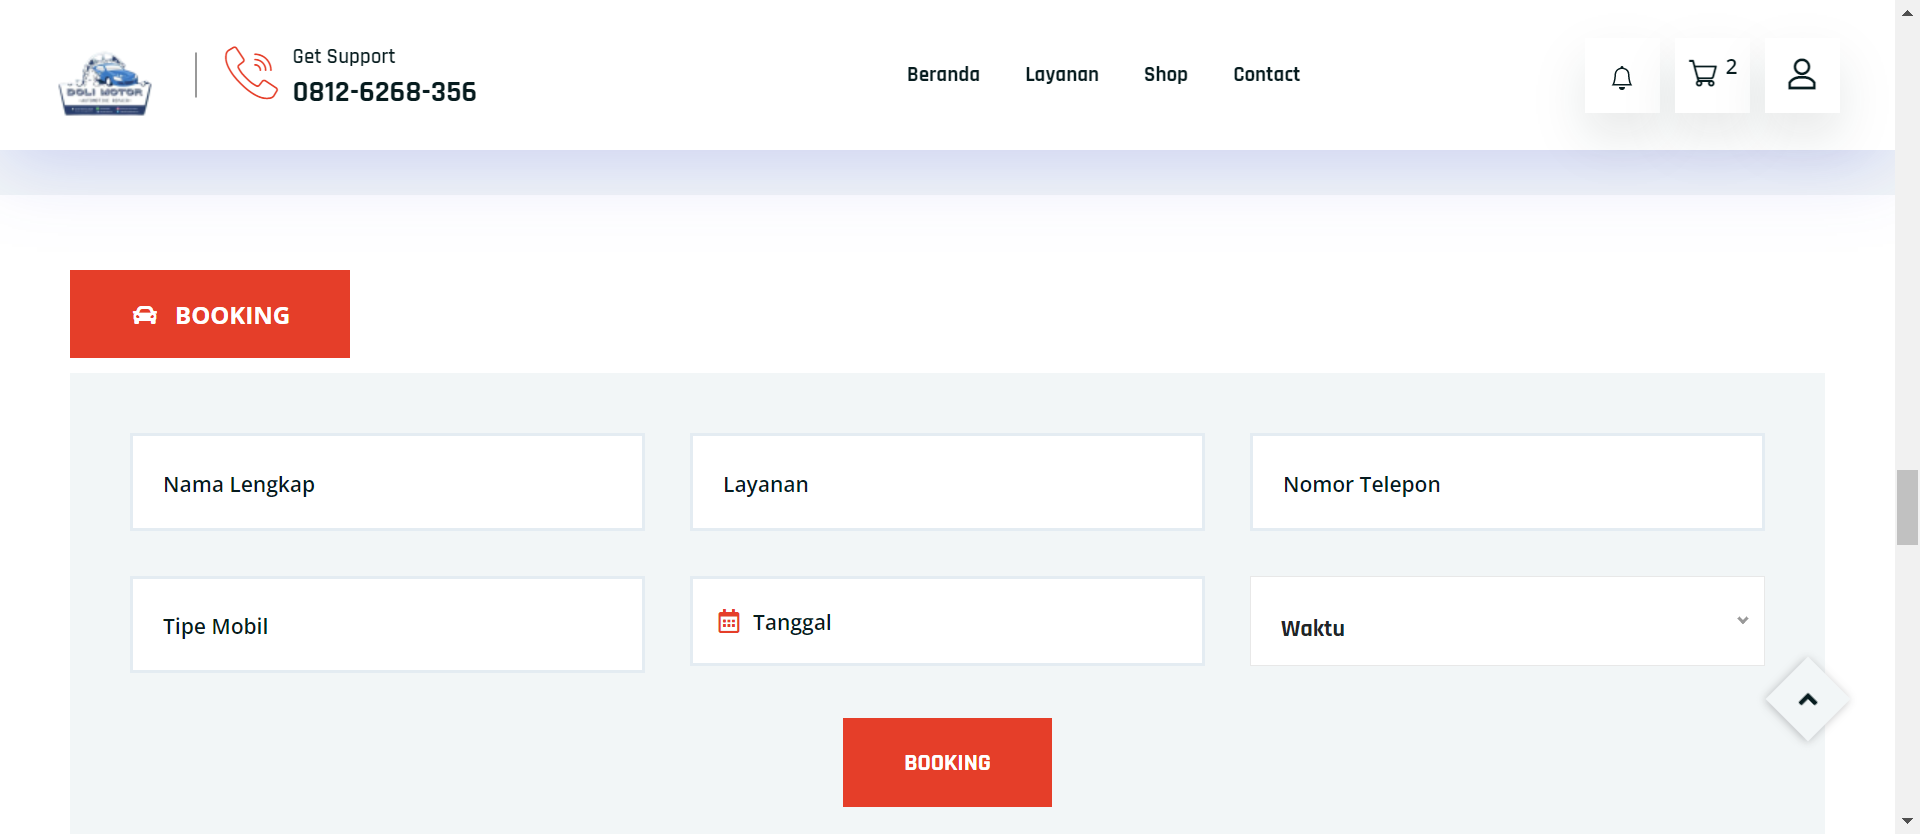 DOLI MOTOR
Get Support
0812-6268-356
Beranda
Layanan
Shop
Contact
2
BOOKING
Nama Lengkap
Layanan
Nomor Telepon
Tipe Mobil
Tanggal
Waktu
BOOKING